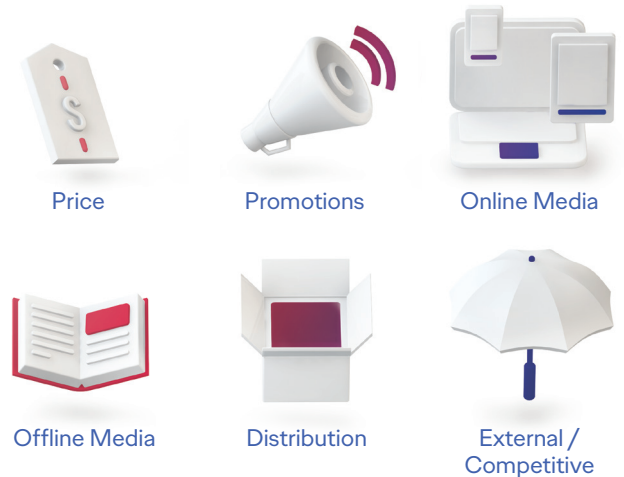 S
Price
Promotions
Online Media
Offline Media
Distribution
External /
Competitive